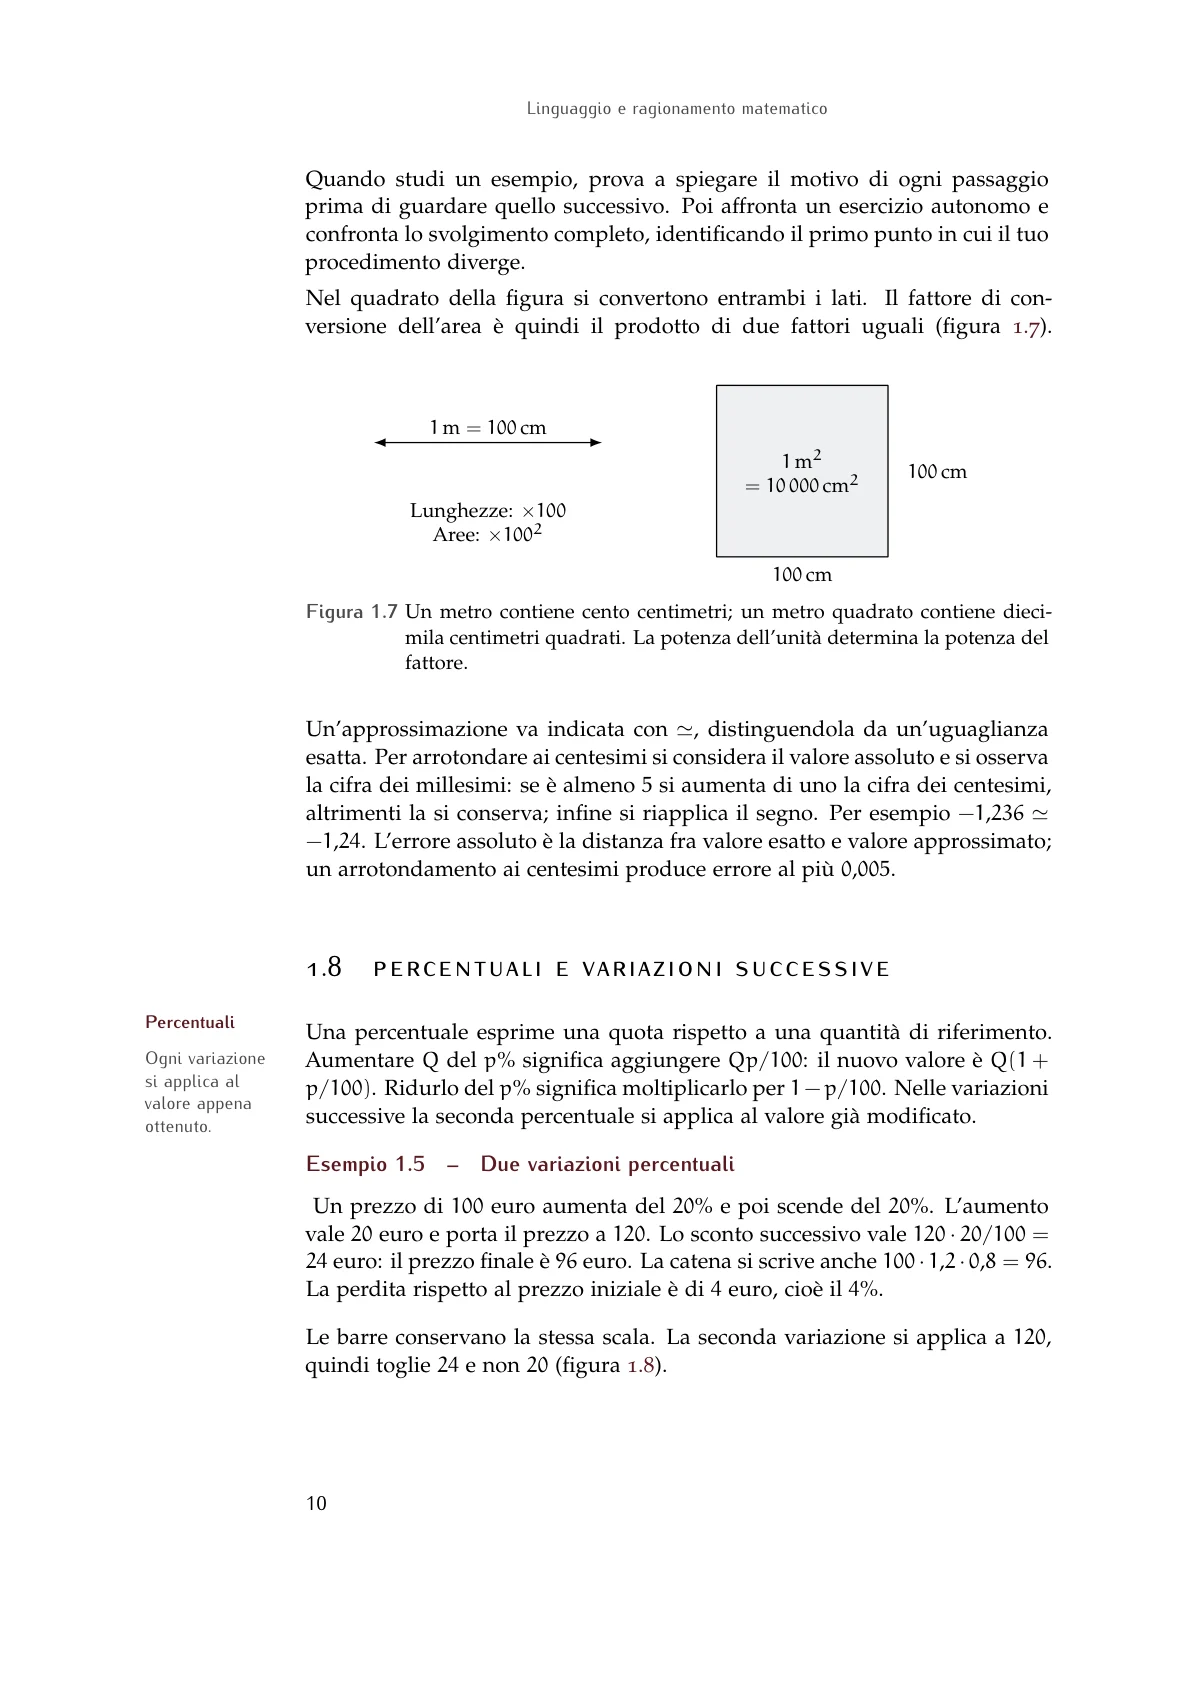 Linguaggio e ragionamento matematico
Quando studi un esempio, prova a spiegare il motivo di ogni passaggio
prima di guardare quello successivo. Poi affronta un esercizio autonomo e
confronta lo svolgimento completo, identificando il primo punto in cui il tuo
procedimento diverge.
Nel quadrato della figura si convertono entrambi i lati. Il fattore di con-
versione dell'area è quindi il prodotto di due fattori uguali (figura 1.7).
1 m = 100 cm
Lunghezze: ×100
Aree: ×100²
1 m²
= 10 000 cm²
100 cm
100 cm
Figura 1.7 Un metro contiene cento centimetri; un metro quadrato contiene dieci-
mila centimetri quadrati. La potenza dell'unità determina la potenza del
fattore.
Un'approssimazione va indicata con ≃, distinguendola da un'uguaglianza
esatta. Per arrotondare ai centesimi si considera il valore assoluto e si osserva
la cifra dei millesimi: se è almeno 5 si aumenta di uno la cifra dei centesimi,
altrimenti la si conserva; infine si riapplica il segno. Per esempio −1,236 ≃
−1,24. L'errore assoluto è la distanza fra valore esatto e valore approssimato;
un arrotondamento ai centesimi produce errore al più 0,005.
1.8 PERCENTUALI E VARIAZIONI SUCCESSIVE
Percentuali
Ogni variazione
si applica al
valore appena
ottenuto.
Una percentuale esprime una quota rispetto a una quantità di riferimento.
Aumentare Q del p% significa aggiungere Qp/100: il nuovo valore è Q(1 +
p/100). Ridurlo del p% significa moltiplicarlo per 1 − p/100. Nelle variazioni
successive la seconda percentuale si applica al valore già modificato.
Esempio 1.5 – Due variazioni percentuali
Un prezzo di 100 euro aumenta del 20% e poi scende del 20%. L'aumento
vale 20 euro e porta il prezzo a 120. Lo sconto successivo vale 120 · 20/100 =
24 euro: il prezzo finale è 96 euro. La catena si scrive anche 100 · 1,2 · 0,8 = 96.
La perdita rispetto al prezzo iniziale è di 4 euro, cioè il 4%.
Le barre conservano la stessa scala. La seconda variazione si applica a 120,
quindi toglie 24 e non 20 (figura 1.8).
10